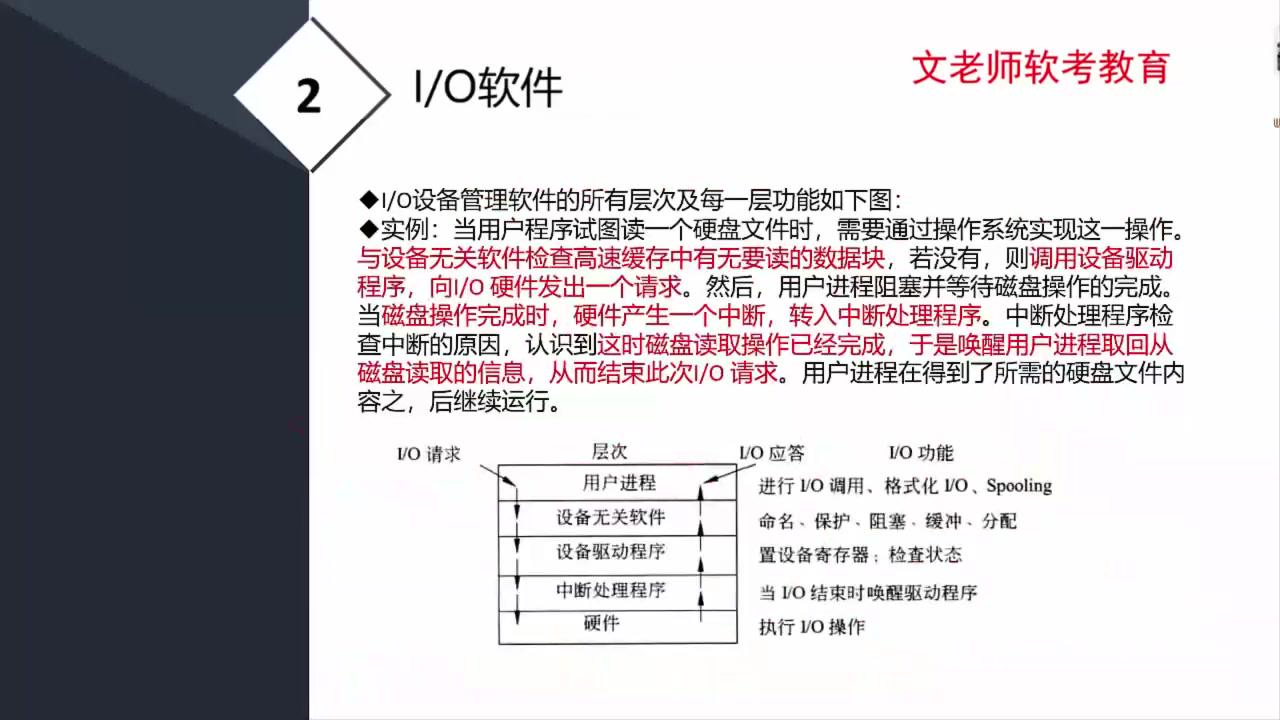 2
I/O软件
文老师软考教育
◆I/O设备管理软件的所有层次及每一层功能如下图：
◆实例：当用户程序试图读一个硬盘文件时，需要通过操作系统实现这一操作。
与设备无关软件检查高速缓存中有无要读的数据块，若没有，则调用设备驱动
程序，向I/O 硬件发出一个请求。然后，用户进程阻塞并等待磁盘操作的完成。
当磁盘操作完成时，硬件产生一个中断，转入中断处理程序。中断处理程序检
查中断的原因，认识到这时磁盘读取操作已经完成，于是唤醒用户进程取回从
磁盘读取的信息，从而结束此次I/O 请求。用户进程在得到了所需的硬盘文件内
容之，后继续运行。
I/O 请求 层次 I/O 应答 I/O 功能
用户进程 进行 I/O 调用、格式化 I/O、Spooling
设备无关软件 命名、保护、阻塞、缓冲、分配
设备驱动程序 置设备寄存器；检查状态
中断处理程序 当 I/O 结束时唤醒驱动程序
硬件 执行 I/O 操作